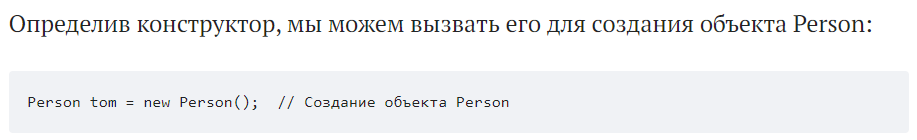 Определив конструктор, мы можем вызвать его для создания объекта Person:
Person tom = new Person();  // Создание объекта Person